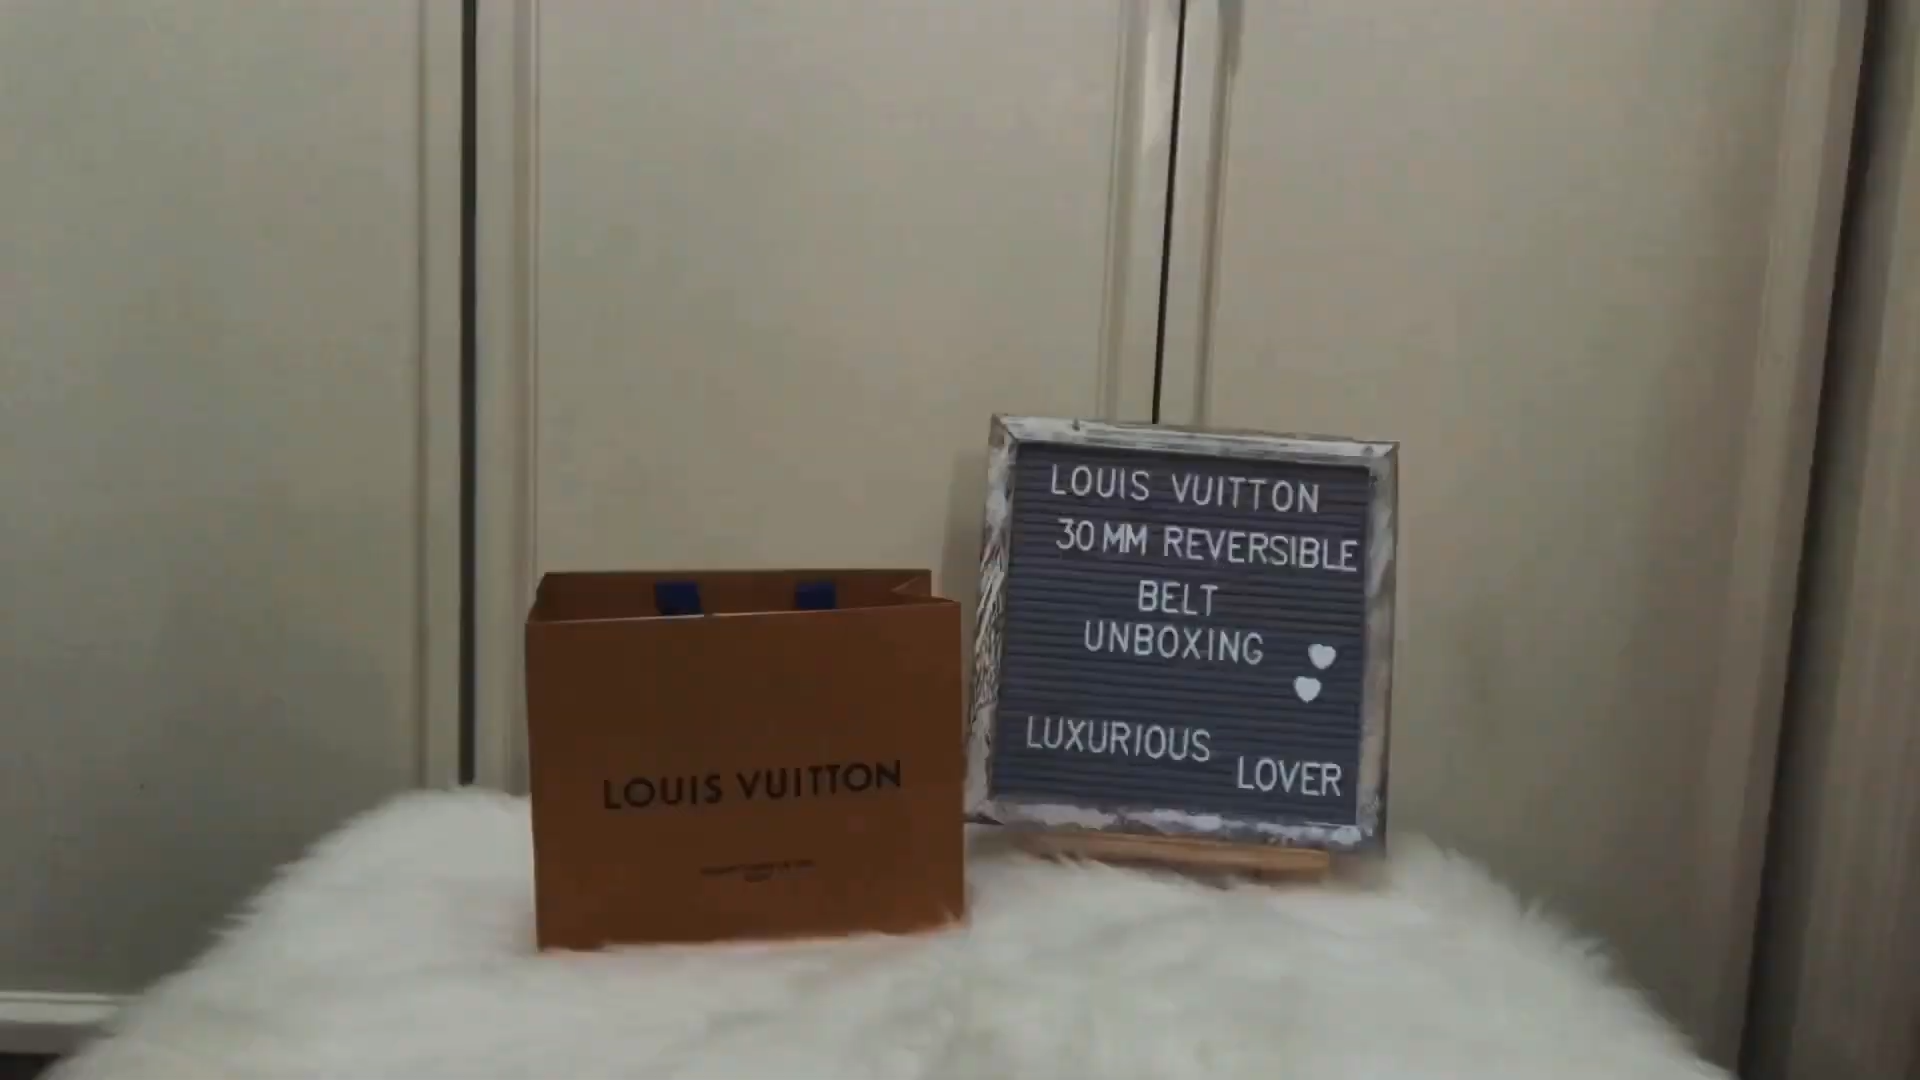 LOUIS VUITTON
30 MM REVERSIBLE
BELT
UNBOXING
LUXURIOUS
LOVER
LOUIS VUITTON